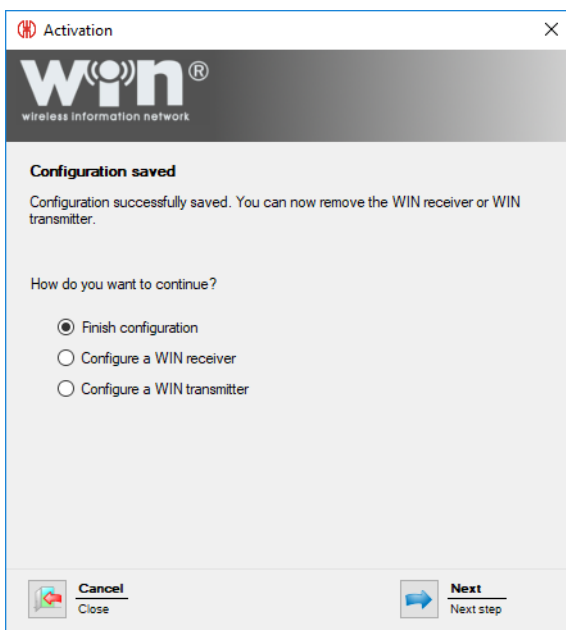 Activation
WIN®
wireless information network
Configuration saved
Configuration successfully saved. You can now remove the WIN receiver or WIN
transmitter.
How do you want to continue?
Finish configuration
Configure a WIN receiver
Configure a WIN transmitter
Cancel
Close
Next
Next step